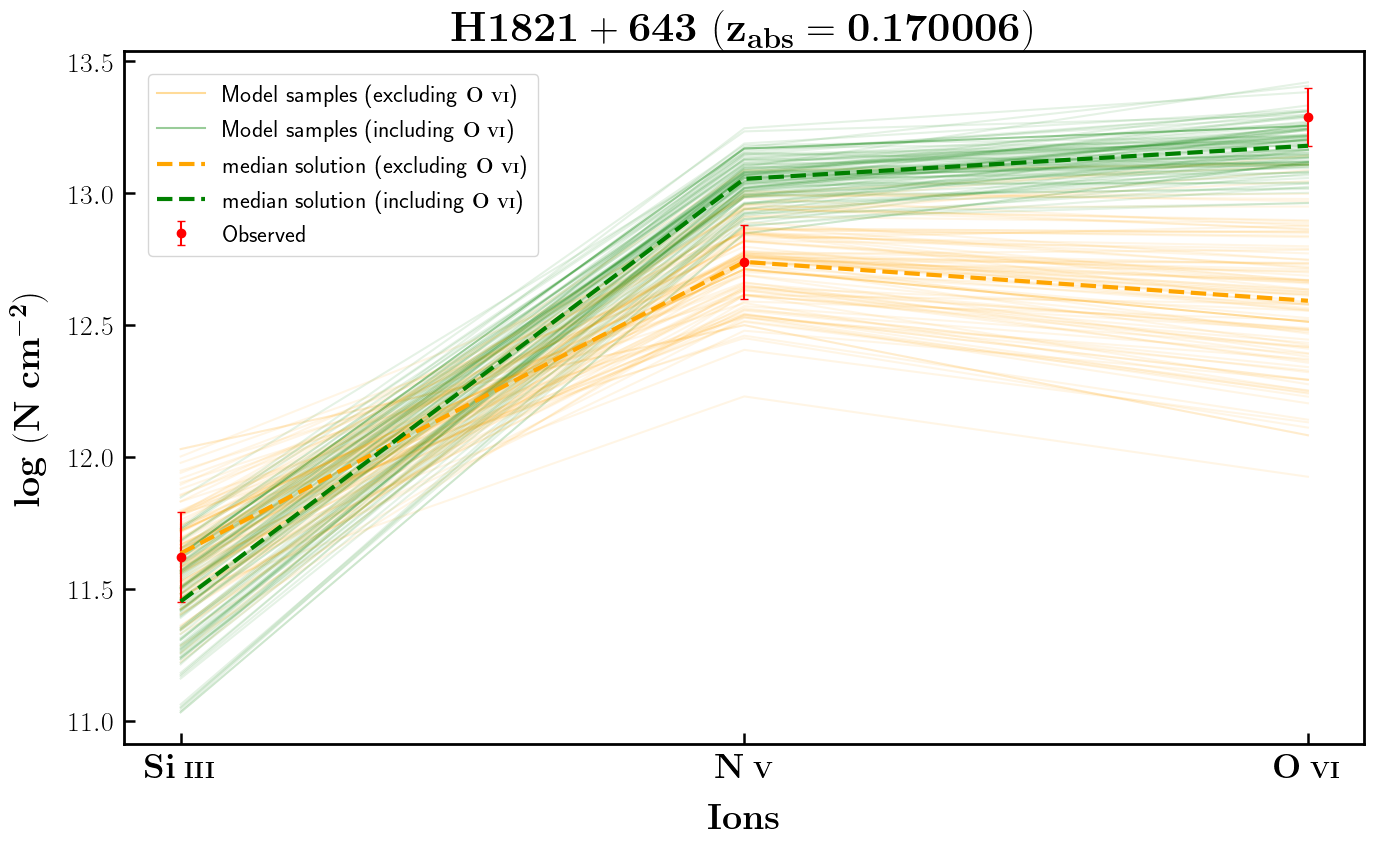 H1821 + 643 (z_abs = 0.170006)
13.5
13.0
12.5
12.0
11.5
11.0
log (N cm⁻²)
Model samples (excluding O VI)
Model samples (including O VI)
median solution (excluding O VI)
median solution (including O VI)
Observed
Si III
N V
O VI
Ions